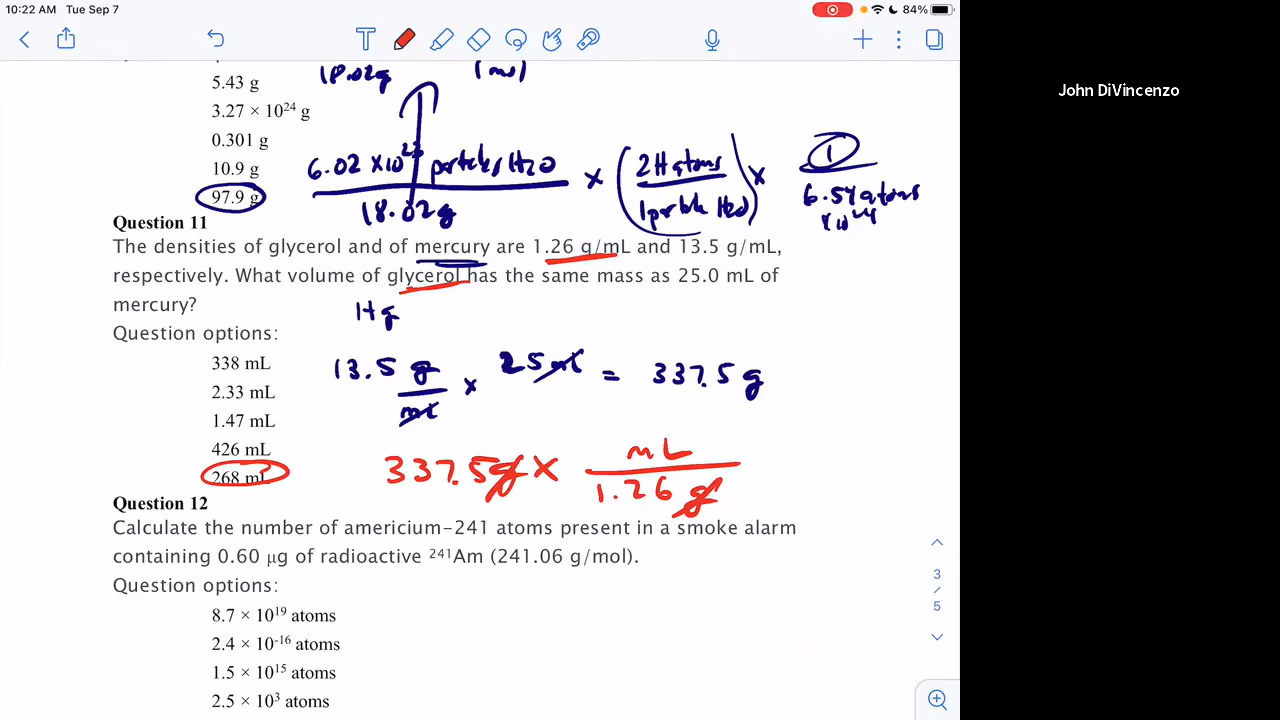 10:22 AM Tue Sep 7
84%
John DiVincenzo
18.02g
1 mol
5.43 g
3.27 × 10²⁴ g
0.301 g
10.9 g
97.9 g
6.02 × 10²³ particles H2O × (2 H atoms ×
18.02g 1 particle H2O)
1
6.54 atoms
× 10²⁴
Question 11
The densities of glycerol and of mercury are 1.26 g/mL and 13.5 g/mL,
respectively. What volume of glycerol has the same mass as 25.0 mL of
mercury?
Hg
Question options:
338 mL
2.33 mL
1.47 mL
426 mL
268 mL
13.5 g × 25 mL = 337.5 g
mL
337.5g × mL
1.26 g
Question 12
Calculate the number of americium-241 atoms present in a smoke alarm
containing 0.60 μg of radioactive ²⁴¹Am (241.06 g/mol).
Question options:
8.7 × 10¹⁹ atoms
2.4 × 10⁻¹⁶ atoms
1.5 × 10¹⁵ atoms
2.5 × 10³ atoms
3
/
5